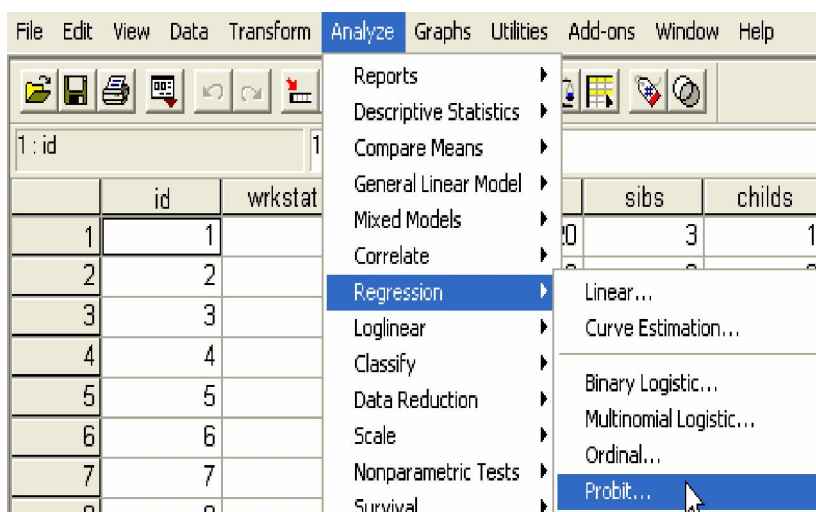 File Edit View Data Transform Analyze Graphs Utilities Add-ons Window Help
1 : id 1
Reports
Descriptive Statistics
Compare Means
General Linear Model
Mixed Models
Correlate
Regression
Loglinear
Classify
Data Reduction
Scale
Nonparametric Tests
Survival
Linear...
Curve Estimation...
Binary Logistic...
Multinomial Logistic...
Ordinal...
Probit...
id wrkstat sibs childs
1 1 20 3 1
2 2
3 3
4 4
5 5
6 6
7 7